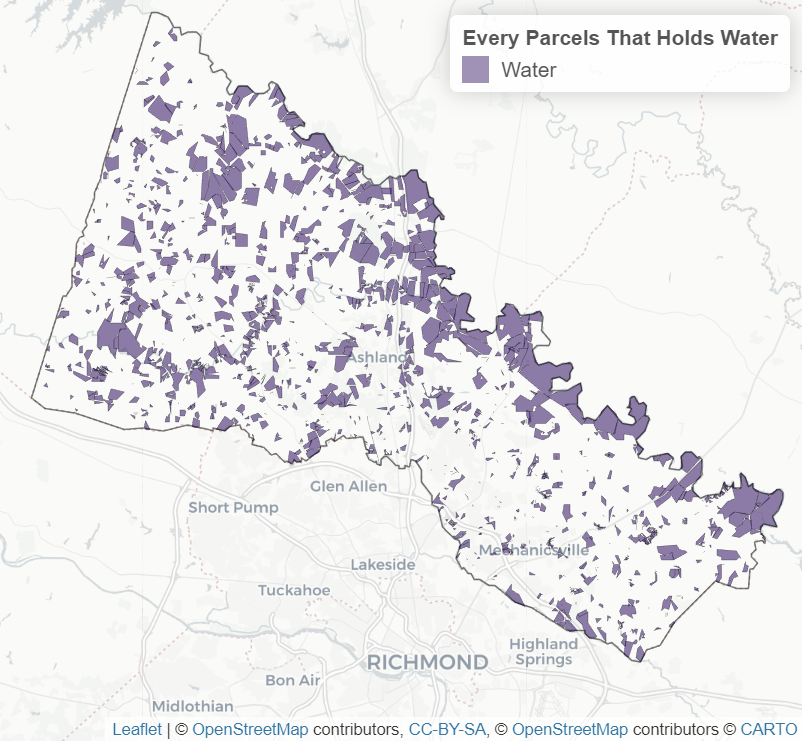 Every Parcels That Holds Water
Water
Ashland
Glen Allen
Short Pump
Mechanicsville
Lakeside
Tuckahoe
Highland
Springs
RICHMOND
Bon Air
Midlothian
Leaflet | © OpenStreetMap contributors, CC-BY-SA, © OpenStreetMap contributors © CARTO